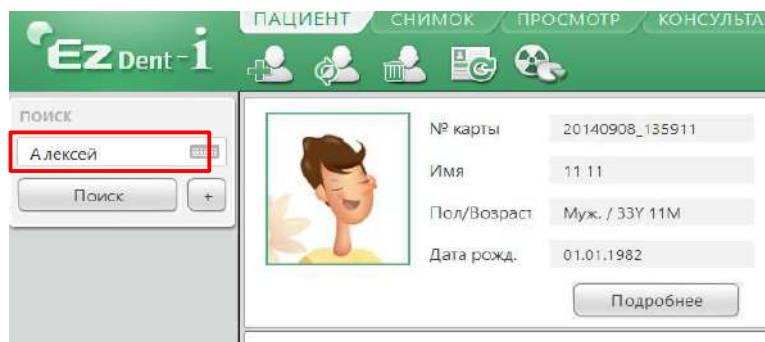 ПАЦИЕНТ СНИМОК ПРОСМОТР КОНСУЛЬТА
EZ Dent-i
ПОИСК
Алексей
Поиск +
№ карты 20140908_135911
Имя 11 11
Пол/Возраст Муж. / 33Y 11M
Дата рожд. 01.01.1982
Подробнее